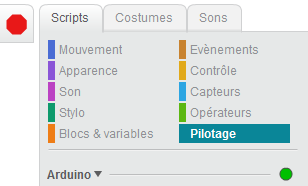 Scripts Costumes Sons
Mouvement Evènements
Apparence Contrôle
Son Capteurs
Stylo Opérateurs
Blocs & variables Pilotage
Arduino